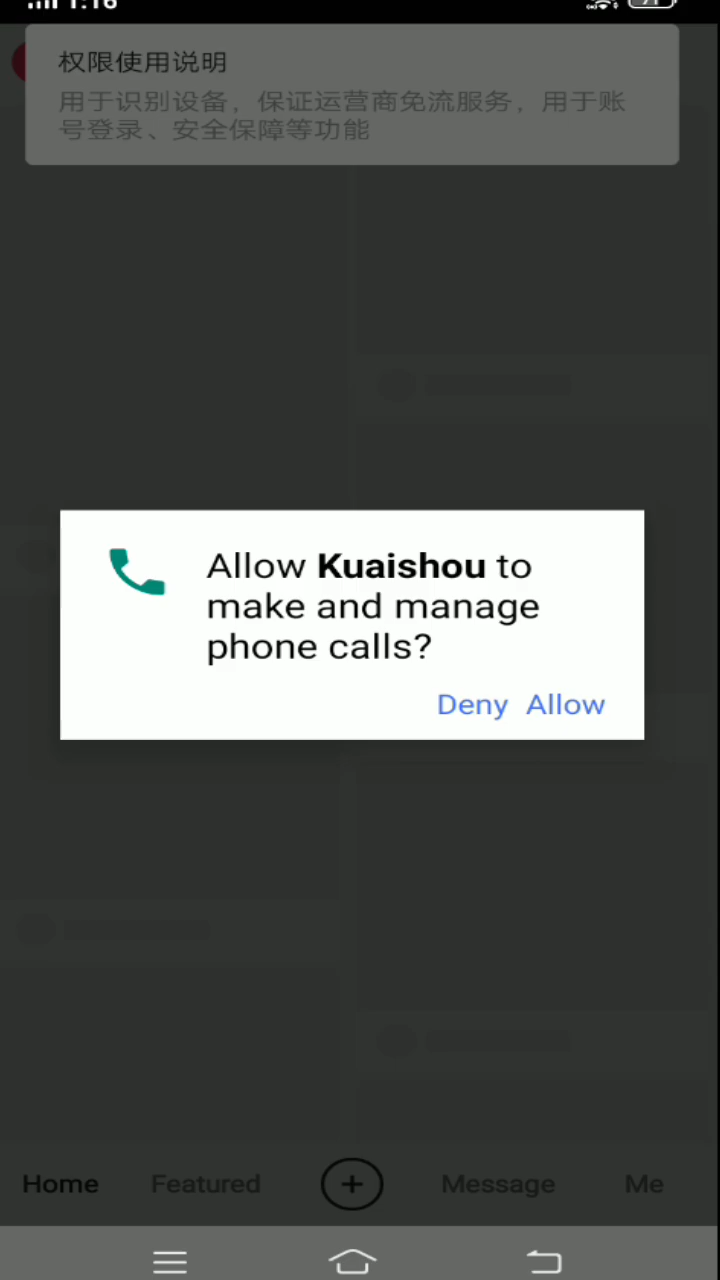 1:16
权限使用说明
用于识别设备，保证运营商免流服务，用于账
号登录、安全保障等功能
Allow Kuaishou to
make and manage
phone calls?
Deny Allow
Home Featured Message Me